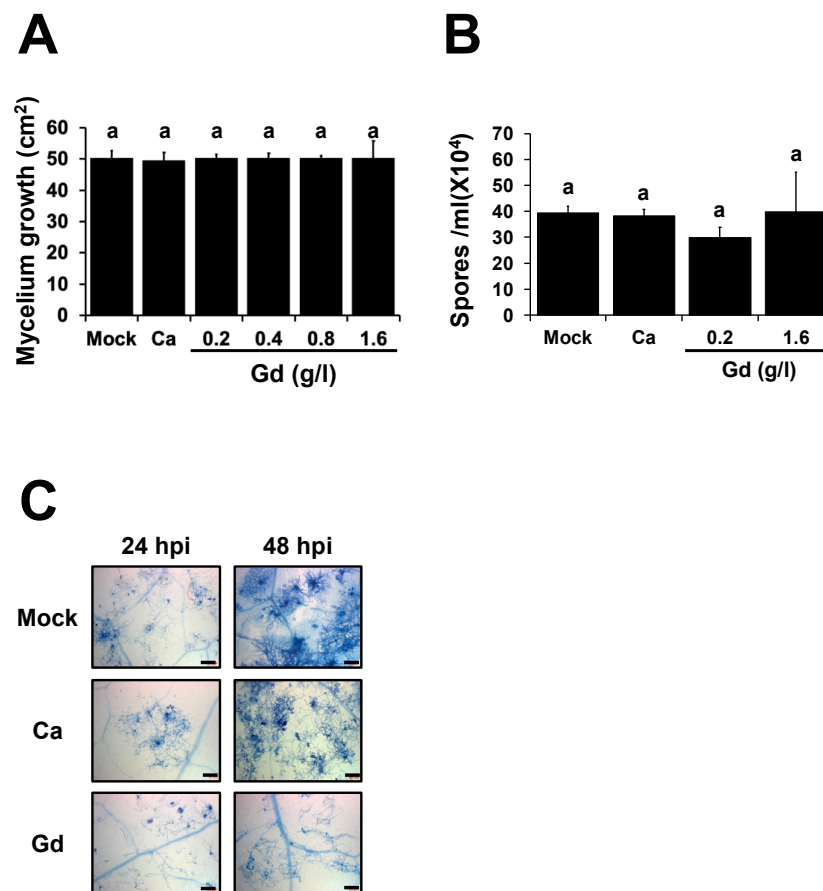 A
Mycelium growth (cm²)
60
50
40
30
20
10
0
a a a a a a
Mock Ca 0.2 0.4 0.8 1.6
Gd (g/l)
B
Spores /ml(X10⁴)
70
60
50
40
30
20
10
0
a a a a
Mock Ca 0.2 1.6
Gd (g/l)
C
24 hpi 48 hpi
Mock
Ca
Gd